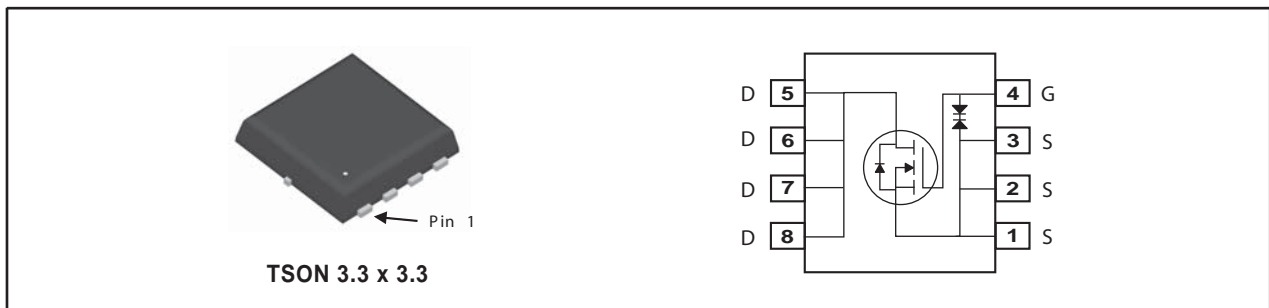 Pin 1
TSON 3.3 x 3.3
D 5 4 G
D 6 3 S
D 7 2 S
D 8 1 S